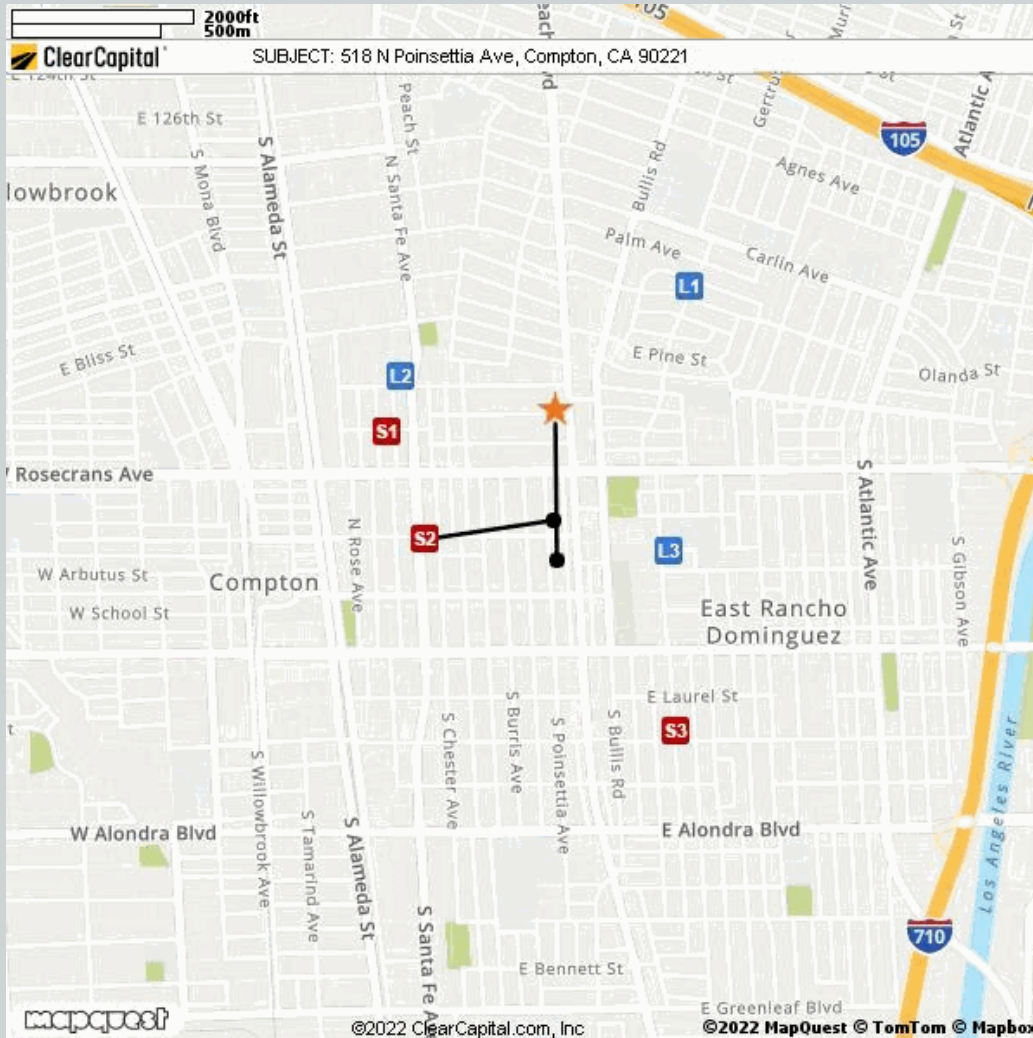 2000ft
500m
ClearCapital
SUBJECT: 518 N Poinsettia Ave, Compton, CA 90221
E 126th St
Peach St
S Mona Blvd
S Alameda St
N Santa Fe Ave
Bullis Rd
105
Atlantic A
Agnes Ave
lowbrook
Palm Ave
Carlin Ave
L1
E Bliss St
E Pine St
Olanda St
L2
S1
Rosecrans Ave
S Atlantic Ave
N Rose Ave
S2
L3
S Gibson Ave
W Arbutus St
Compton
W School St
East Rancho
Dominguez
E Laurel St
S3
S Chester Ave
S Burris Ave
S Poinsettia Ave
S Bullis Rd
S Willowbrook Ave
S Tamarind Ave
S Alameda St
W Alondra Blvd
E Alondra Blvd
Los Angeles River
S Santa Fe A
710
E Bennett St
E Greenleaf Blvd
mapquest
©2022 ClearCapital.com, Inc
©2022 MapQuest © TomTom © Mapbox